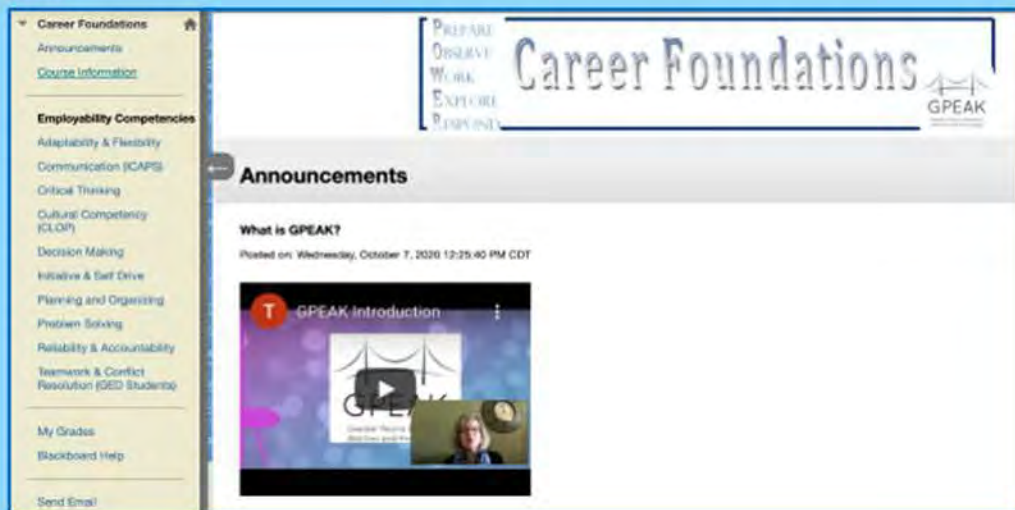 Career Foundations
Announcements
Course Information
Employability Competencies
Adaptability & Flexibility
Communication (ICAPS)
Critical Thinking
Cultural Competency
(CLOP)
Decision Making
Initiative & Self Drive
Planning and Organizing
Problem Solving
Reliability & Accountability
Teamwork & Conflict
Resolution (GED Students)
My Grades
Blackboard Help
Send Email
PREPARE
OBSERVE
WORK
EXPLORE
RESPOND
Career Foundations
GPEAK
Announcements
What is GPEAK?
Posted on: Wednesday, October 7, 2020 12:25:40 PM CDT
T GPEAK Introduction
GPEAK
Greater Peoria